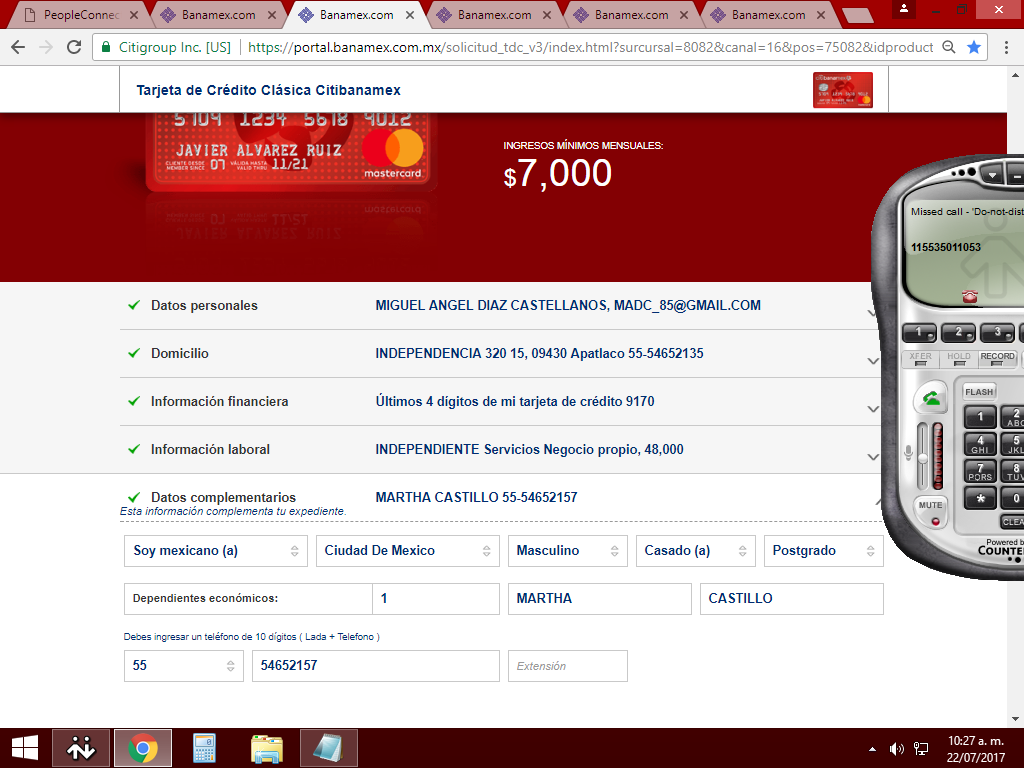 PeopleConnec
Banamex.com
Banamex.com
Banamex.com
Banamex.com
Banamex.com
Citigroup Inc. [US]
https://portal.banamex.com.mx/solicitud_tdc_v3/index.html?surcursal=8082&canal=16&pos=75082&idproduct
Tarjeta de Crédito Clásica Citibanamex
5104 1234 5618 9012
JAVIER ALVAREZ RUIZ
CLIENTE DESDE
MEMBER SINCE
07
VÁLIDA HASTA
VALID THRU
11/21
mastercard
INGRESOS MÍNIMOS MENSUALES:
$7,000
Missed call - 'Do-not-dist
115535011053
1 2 3
XFER HOLD RECORD
FLASH
1 2 ABC
4 GHI 5 JKL
7 PQRS 8 TUV
* 0
MUTE
CLEA
Powered b
COUNTE
Datos personales MIGUEL ANGEL DIAZ CASTELLANOS, MADC_85@GMAIL.COM
Domicilio INDEPENDENCIA 320 15, 09430 Apatlaco 55-54652135
Información financiera Últimos 4 dígitos de mi tarjeta de crédito 9170
Información laboral INDEPENDIENTE Servicios Negocio propio, 48,000
Datos complementarios MARTHA CASTILLO 55-54652157
Esta información complementa tu expediente.
Soy mexicano (a) Ciudad De Mexico Masculino Casado (a) Postgrado
Dependientes económicos: 1 MARTHA CASTILLO
Debes ingresar un teléfono de 10 dígitos ( Lada + Telefono )
55 54652157 Extensión
10:27 a. m.
22/07/2017